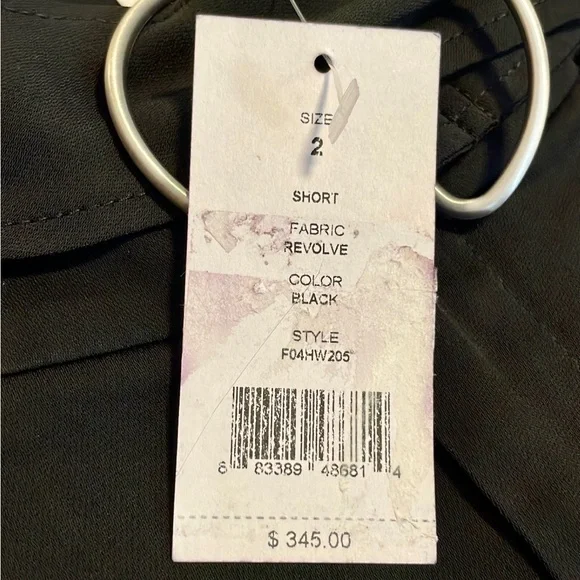 SIZE
2
SHORT
FABRIC
REVOLVE
COLOR
BLACK
STYLE
F04HW205
8 83389 48681 4
$ 345.00